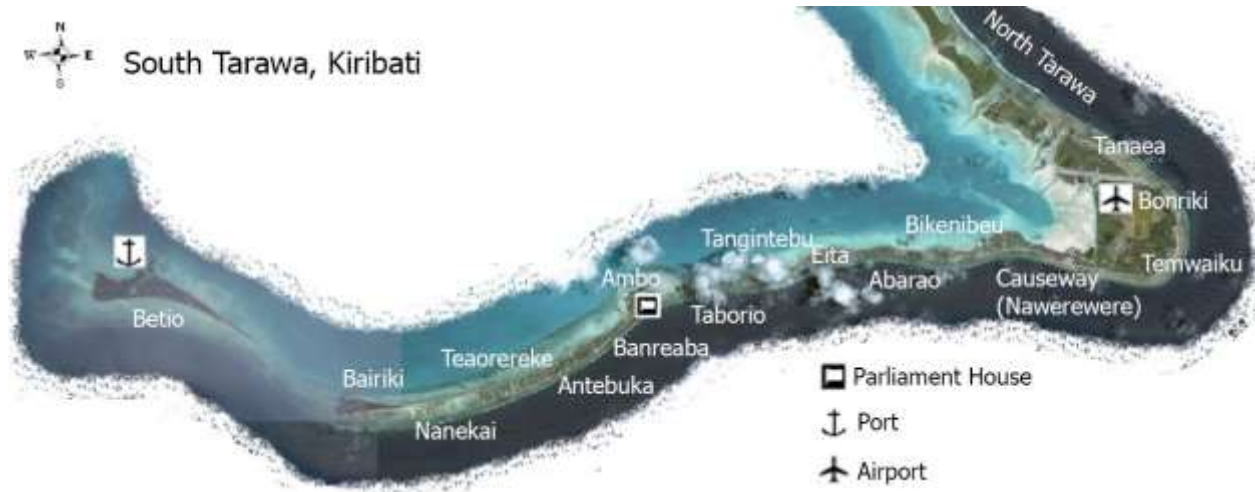 N
W E
S
South Tarawa, Kiribati
North Tarawa
Tanaea
Bonriki
Bikenibeu
Tangintebu
Eita
Temwaiku
Ambo
Abarao
Causeway
(Nawerewere)
Taborio
Betio
Banreaba
Teaorereke
Bairiki
Antebuka
Nanekai
Parliament House
Port
Airport